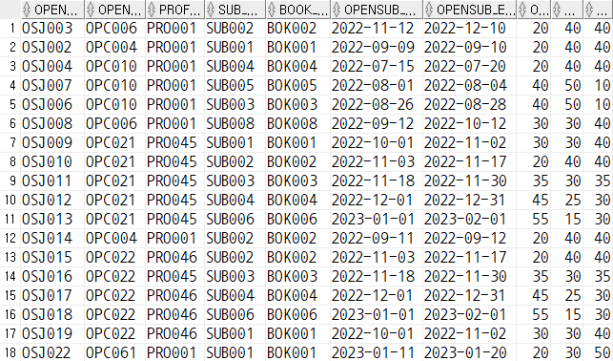 OPEN... OPEN... PROF... SUB_... BOOK_... OPENSUB_... OPENSUB_E... O... ... ...
1 OSJ003 OPC006 PRO001 SUB002 BOK002 2022-11-12 2022-12-10 20 40 40
2 OSJ002 OPC004 PRO001 SUB001 BOK001 2022-09-09 2022-09-10 20 40 40
3 OSJ004 OPC010 PRO001 SUB004 BOK004 2022-07-15 2022-07-20 20 40 40
4 OSJ007 OPC010 PRO001 SUB005 BOK005 2022-08-01 2022-08-04 40 50 10
5 OSJ006 OPC010 PRO001 SUB003 BOK003 2022-08-26 2022-08-28 40 50 10
6 OSJ008 OPC006 PRO001 SUB008 BOK008 2022-09-12 2022-10-12 30 30 40
7 OSJ009 OPC021 PRO045 SUB001 BOK001 2022-10-01 2022-11-02 30 30 40
8 OSJ010 OPC021 PRO045 SUB002 BOK002 2022-11-03 2022-11-17 20 40 40
9 OSJ011 OPC021 PRO045 SUB003 BOK003 2022-11-18 2022-11-30 35 30 35
10 OSJ012 OPC021 PRO045 SUB004 BOK004 2022-12-01 2022-12-31 45 25 30
11 OSJ013 OPC021 PRO045 SUB006 BOK006 2023-01-01 2023-02-01 55 15 30
12 OSJ014 OPC004 PRO001 SUB002 BOK002 2022-09-11 2022-09-12 20 40 40
13 OSJ015 OPC022 PRO046 SUB002 BOK002 2022-11-03 2022-11-17 20 40 40
14 OSJ016 OPC022 PRO046 SUB003 BOK003 2022-11-18 2022-11-30 35 30 35
15 OSJ017 OPC022 PRO046 SUB004 BOK004 2022-12-01 2022-12-31 45 25 30
16 OSJ018 OPC022 PRO046 SUB006 BOK006 2023-01-01 2023-02-01 55 15 30
17 OSJ019 OPC022 PRO046 SUB001 BOK001 2022-10-01 2022-11-02 30 30 40
18 OSJ022 OPC061 PRO001 SUB001 BOK001 2023-01-11 2023-01-20 20 30 50